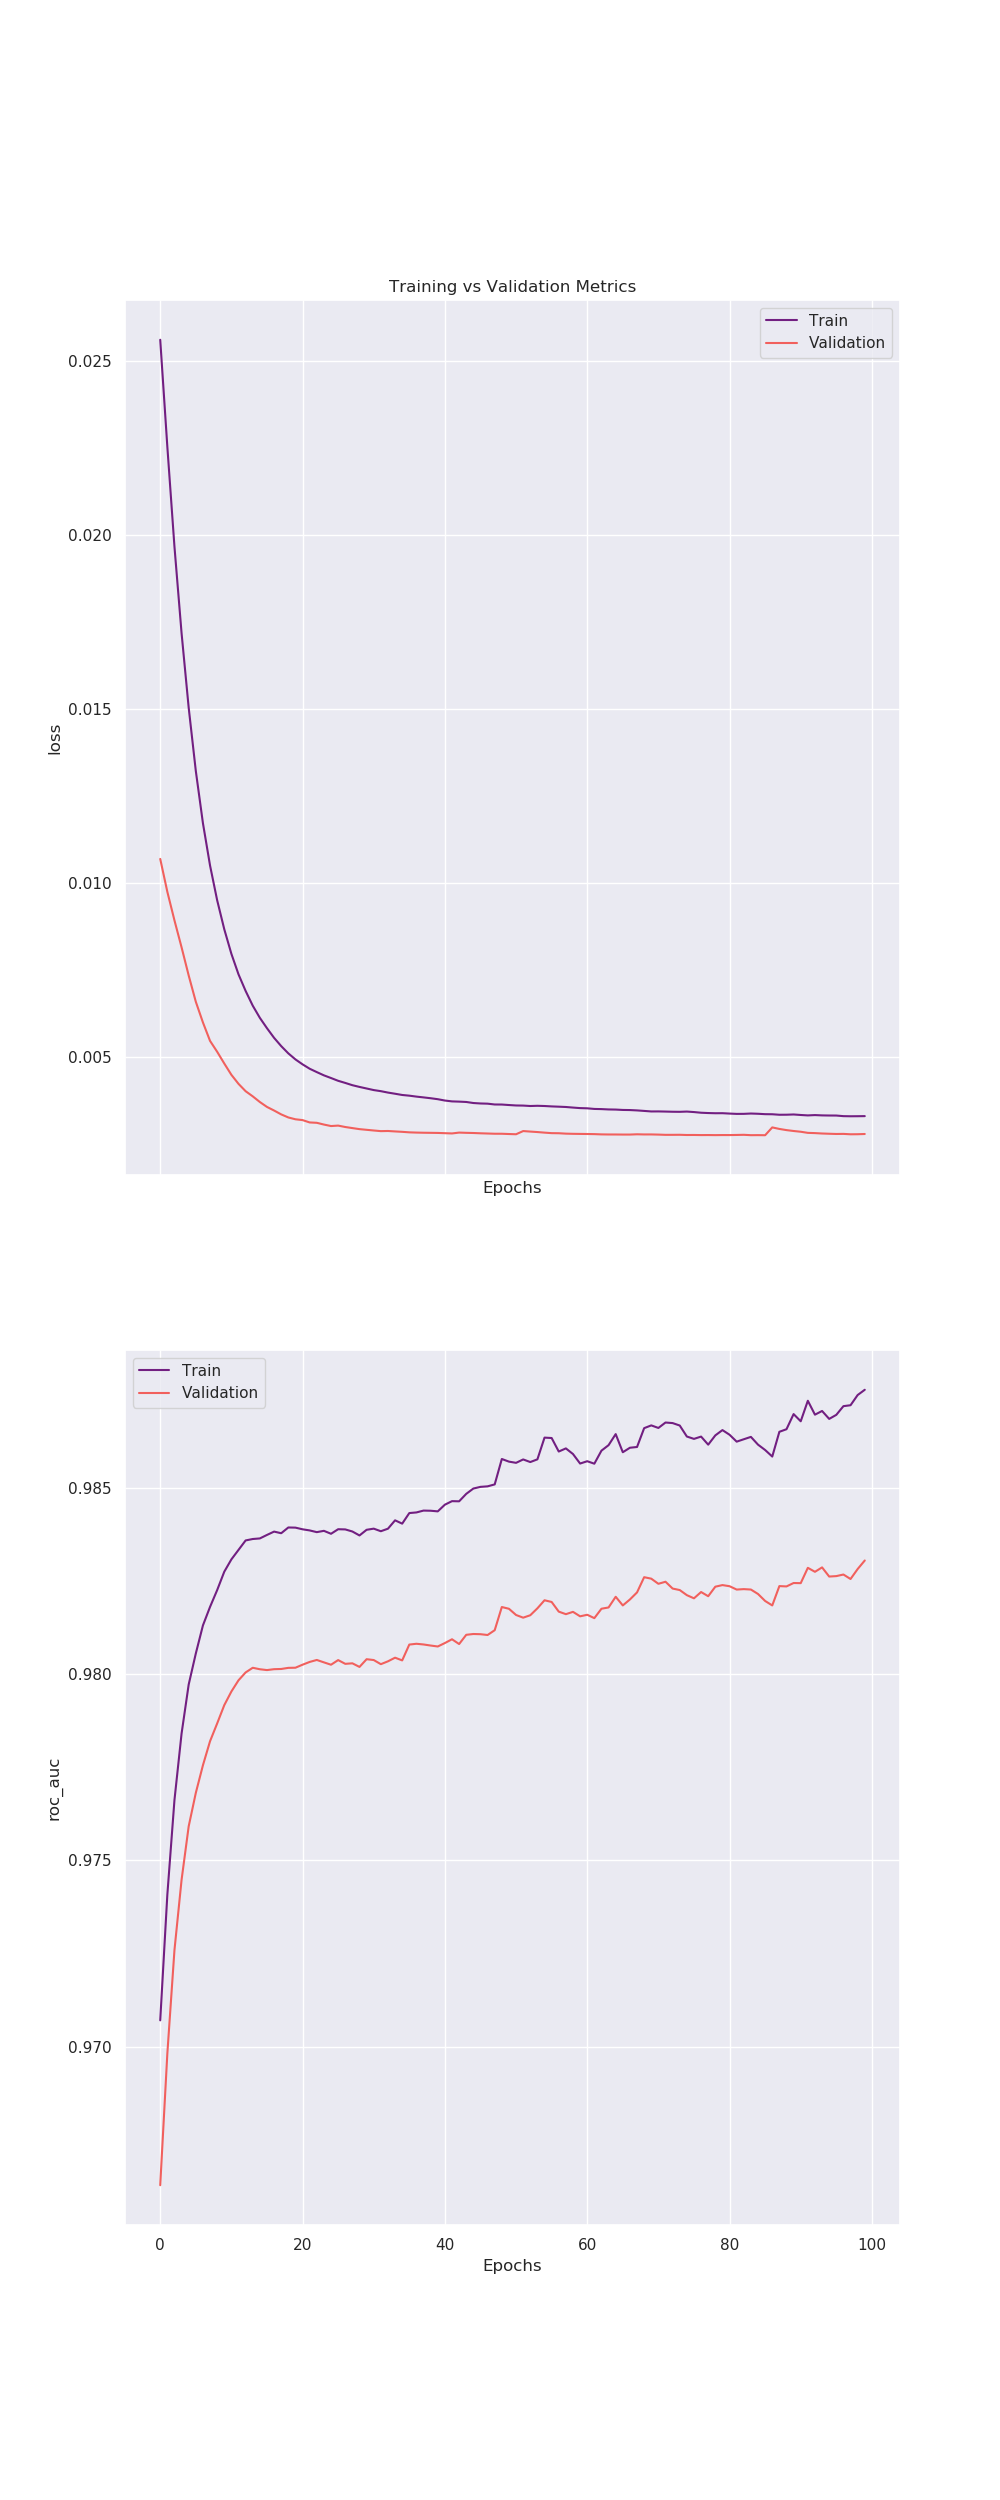 Training vs Validation Metrics
Train
Validation
0.025
0.020
0.015
0.010
0.005
loss
Epochs
Train
Validation
0.985
0.980
0.975
0.970
roc_auc
0 20 40 60 80 100
Epochs